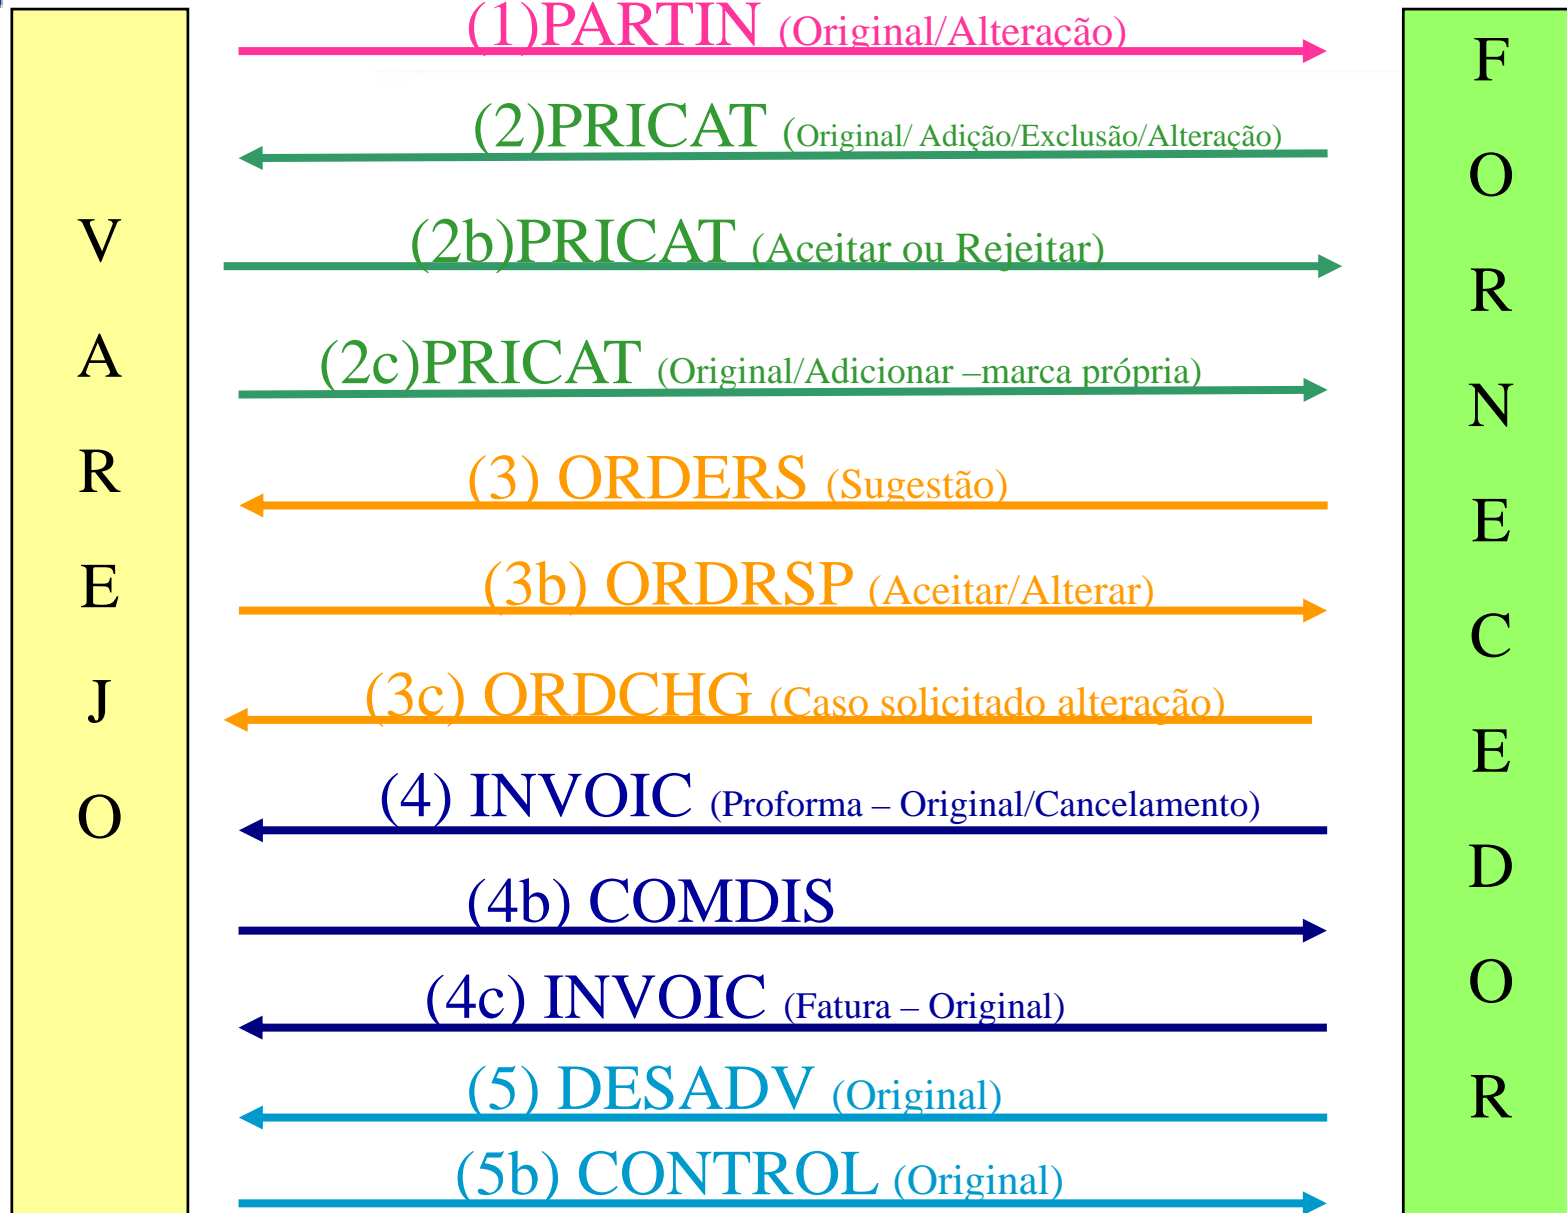 VAREJO
(1)PARTIN (Original/Alteração)
(2)PRICAT (Original/ Adição/Exclusão/Alteração)
(2b)PRICAT (Aceitar ou Rejeitar)
(2c)PRICAT (Original/Adicionar –marca própria)
(3) ORDERS (Sugestão)
(3b) ORDRSP (Aceitar/Alterar)
(3c) ORDCHG (Caso solicitado alteração)
(4) INVOIC (Proforma – Original/Cancelamento)
(4b) COMDIS
(4c) INVOIC (Fatura – Original)
(5) DESADV (Original)
(5b) CONTROL (Original)
FORNECEDOR